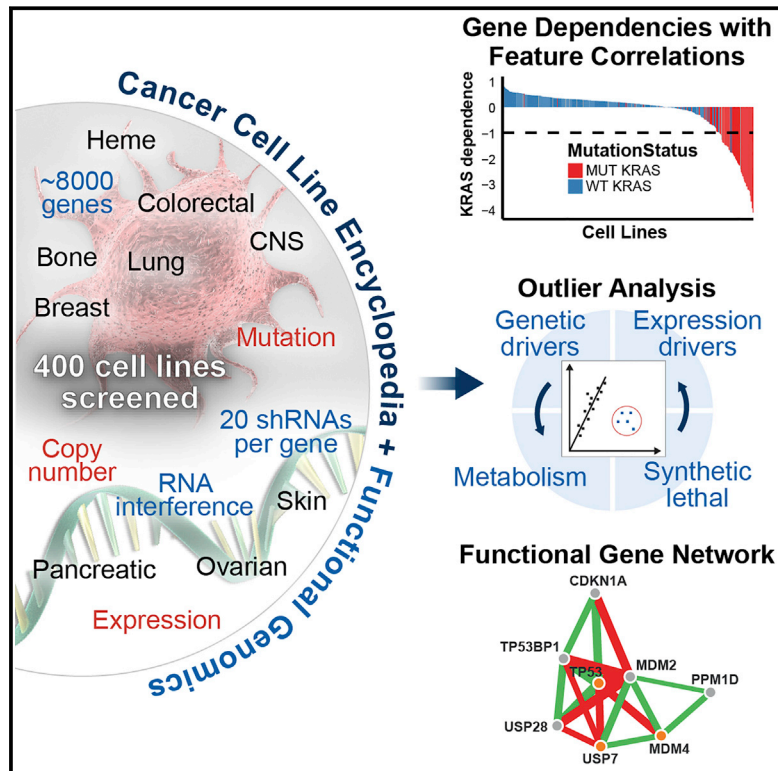 Cancer Cell Line Encyclopedia + Functional Genomics
Heme
~8000
genes
Colorectal
CNS
Bone
Lung
Breast
Mutation
400 cell lines
screened
20 shRNAs
per gene
Copy
number
RNA
interference
Skin
Pancreatic
Ovarian
Expression
Gene Dependencies with
Feature Correlations
KRAS dependence
1
0
−1
−2
−3
−4
MutationStatus
MUT KRAS
WT KRAS
Cell Lines
Outlier Analysis
Genetic
drivers
Expression
drivers
Metabolism
Synthetic
lethal
Functional Gene Network
CDKN1A
TP53BP1
TP53
MDM2
PPM1D
USP28
MDM4
USP7